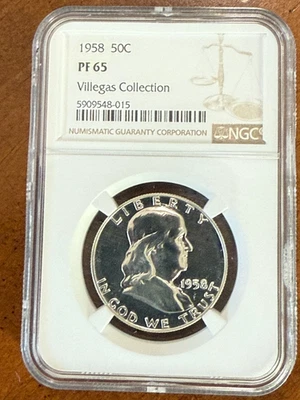 1958 50C
PF 65
Villegas Collection
5909548-015
NUMISMATIC GUARANTY CORPORATION
NGC
LIBERTY
1958
IN GOD WE TRUST